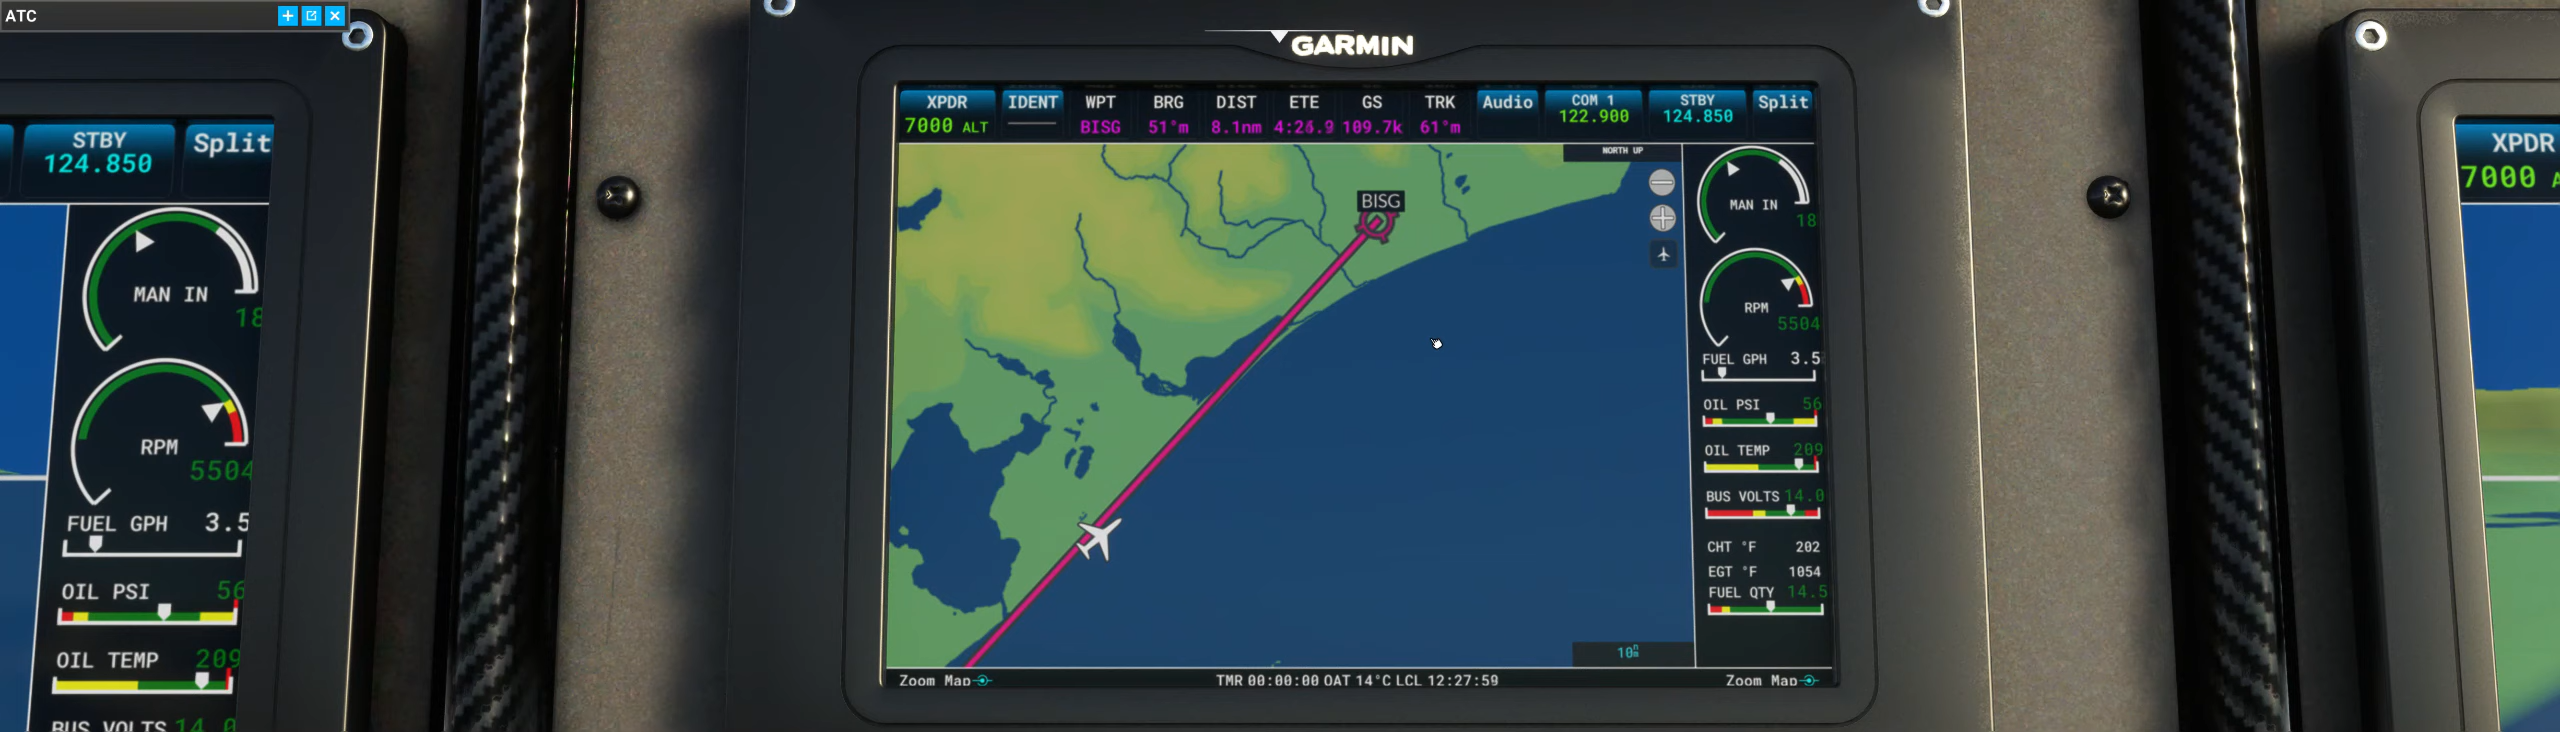 ATC
STBY
124.850
Split
MAN IN
18
RPM
5504
FUEL GPH 3.5
OIL PSI 56
OIL TEMP 209
BUS VOLTS 14.0
GARMIN
XPDR
7000 ALT
IDENT
WPT
BISG
BRG
51°m
DIST
8.1nm
ETE
GS
109.7k
TRK
61°m
Audio
COM 1
122.900
STBY
124.850
Split
NORTH UP
BISG
MAN IN
18
RPM
5504
FUEL GPH 3.5
OIL PSI 56
OIL TEMP 209
BUS VOLTS 14.0
CHT °F 202
EGT °F 1054
FUEL QTY 14.5
Zoom Map
TMR 00:00:00 OAT 14°C LCL 12:27:59
Zoom Map
XPDR
7000